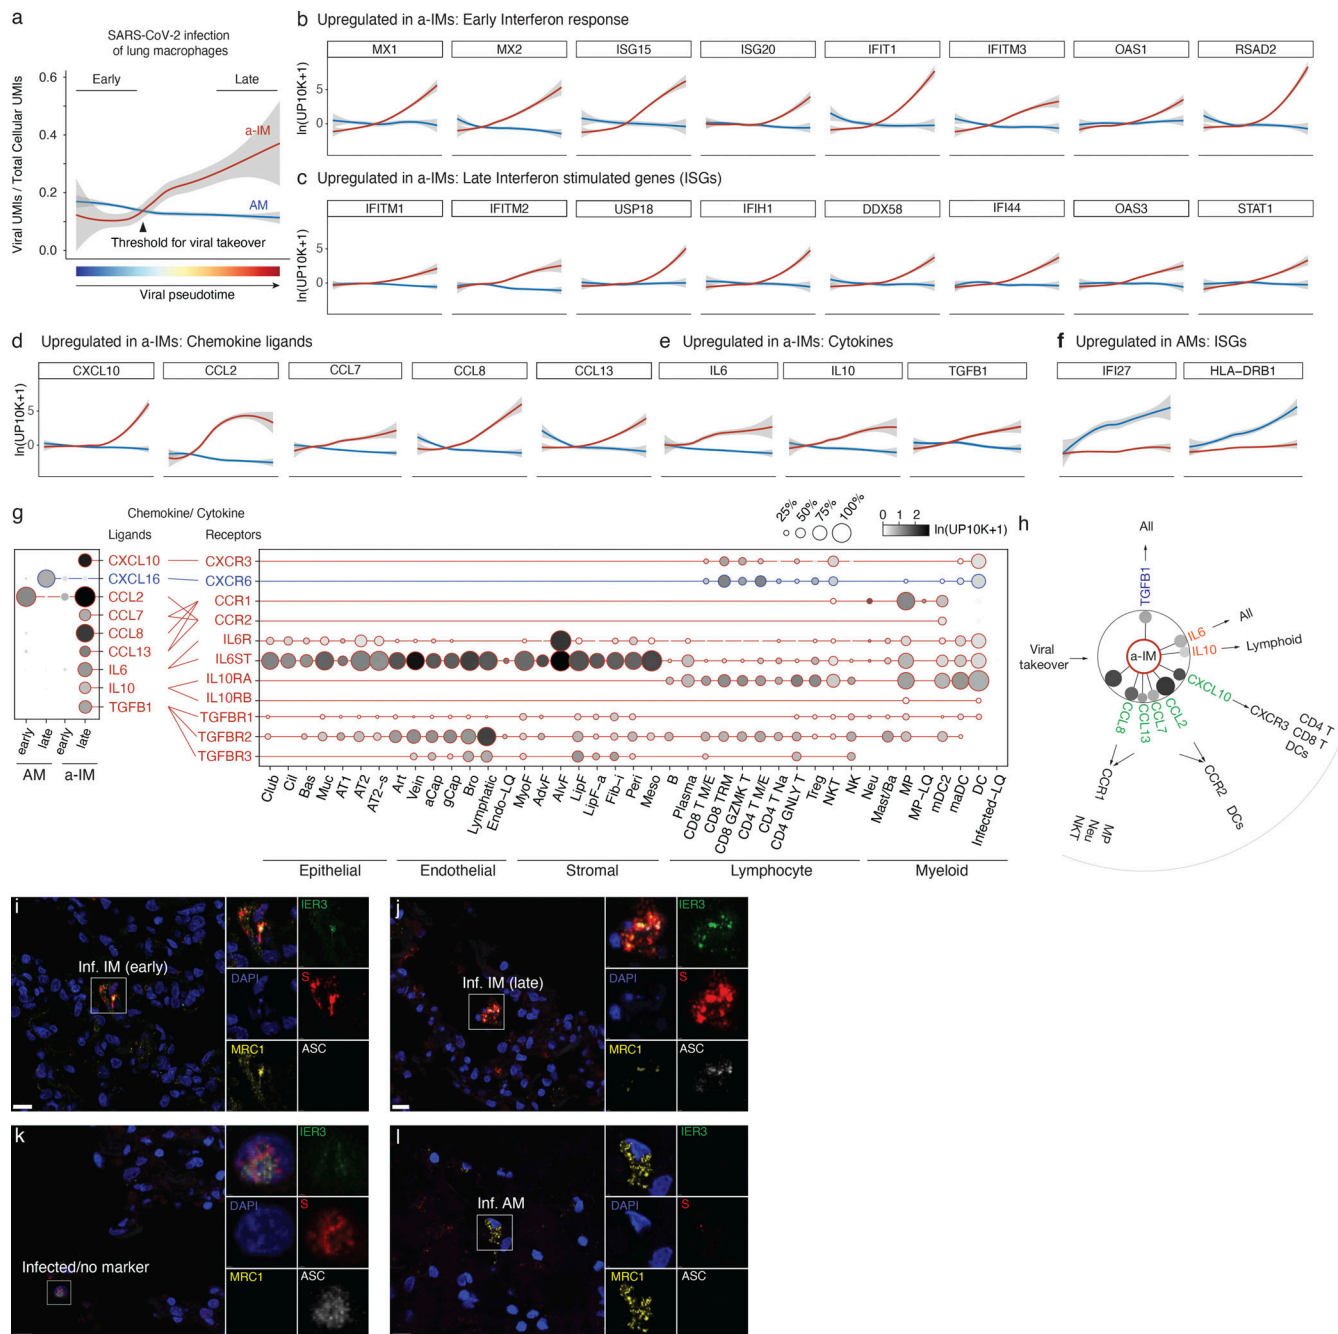 a
SARS-CoV-2 infection
of lung macrophages
Early
Late
0.6
0.4
0.2
0.0
Viral UMIs / Total Cellular UMIs
a-IM
AM
Threshold for viral takeover
Viral pseudotime
b Upregulated in a-IMs: Early Interferon response
MX1 MX2 ISG15 ISG20 IFIT1 IFITM3 OAS1 RSAD2
ln(UP10K+1)
5
0
c Upregulated in a-IMs: Late Interferon stimulated genes (ISGs)
IFITM1 IFITM2 USP18 IFIH1 DDX58 IFI44 OAS3 STAT1
ln(UP10K+1)
5
0
d Upregulated in a-IMs: Chemokine ligands
CXCL10 CCL2 CCL7 CCL8 CCL13
ln(UP10K+1)
5
0
e Upregulated in a-IMs: Cytokines
IL6 IL10 TGFB1
f Upregulated in AMs: ISGs
IFI27 HLA−DRB1
g
Chemokine/ Cytokine
Ligands Receptors
25% 50% 75% 100%
0 1 2
ln(UP10K+1)
CXCL10
CXCL16
CCL2
CCL7
CCL8
CCL13
IL6
IL10
TGFB1
early late early late
AM a-IM
CXCR3
CXCR6
CCR1
CCR2
IL6R
IL6ST
IL10RA
IL10RB
TGFBR1
TGFBR2
TGFBR3
Club Cil Bas Muc AT1 AT2 AT2-s Art Vein aCap gCap Bro Lymphatic Endo-LQ MyoF AdvF AlvF LipF LipF-a Fib-i Peri Meso B Plasma CD8 T M/E CD8 TRM CD8 GZMK T CD4 T M/E CD4 T Na CD4 GNLY T Treg NKT NK Neu Mast/Ba MP MP-LQ mDC2 maDC DC Infected-LQ
Epithelial Endothelial Stromal Lymphocyte Myeloid
h
All
TGFB1
IL6
All
IL10
Lymphoid
Viral
takeover
a-IM
CXCL10
CXCR3
CD4 T
CD8 T
DCs
CCL2
CCL7
CCL13
CCL8
CCR2
DCs
CCR1
MP
Neu
NKT
i
Inf. IM (early)
IER3
DAPI
S
MRC1
ASC
j
Inf. IM (late)
IER3
DAPI
S
MRC1
ASC
k
Infected/no marker
IER3
DAPI
S
MRC1
ASC
l
Inf. AM
IER3
DAPI
S
MRC1
ASC